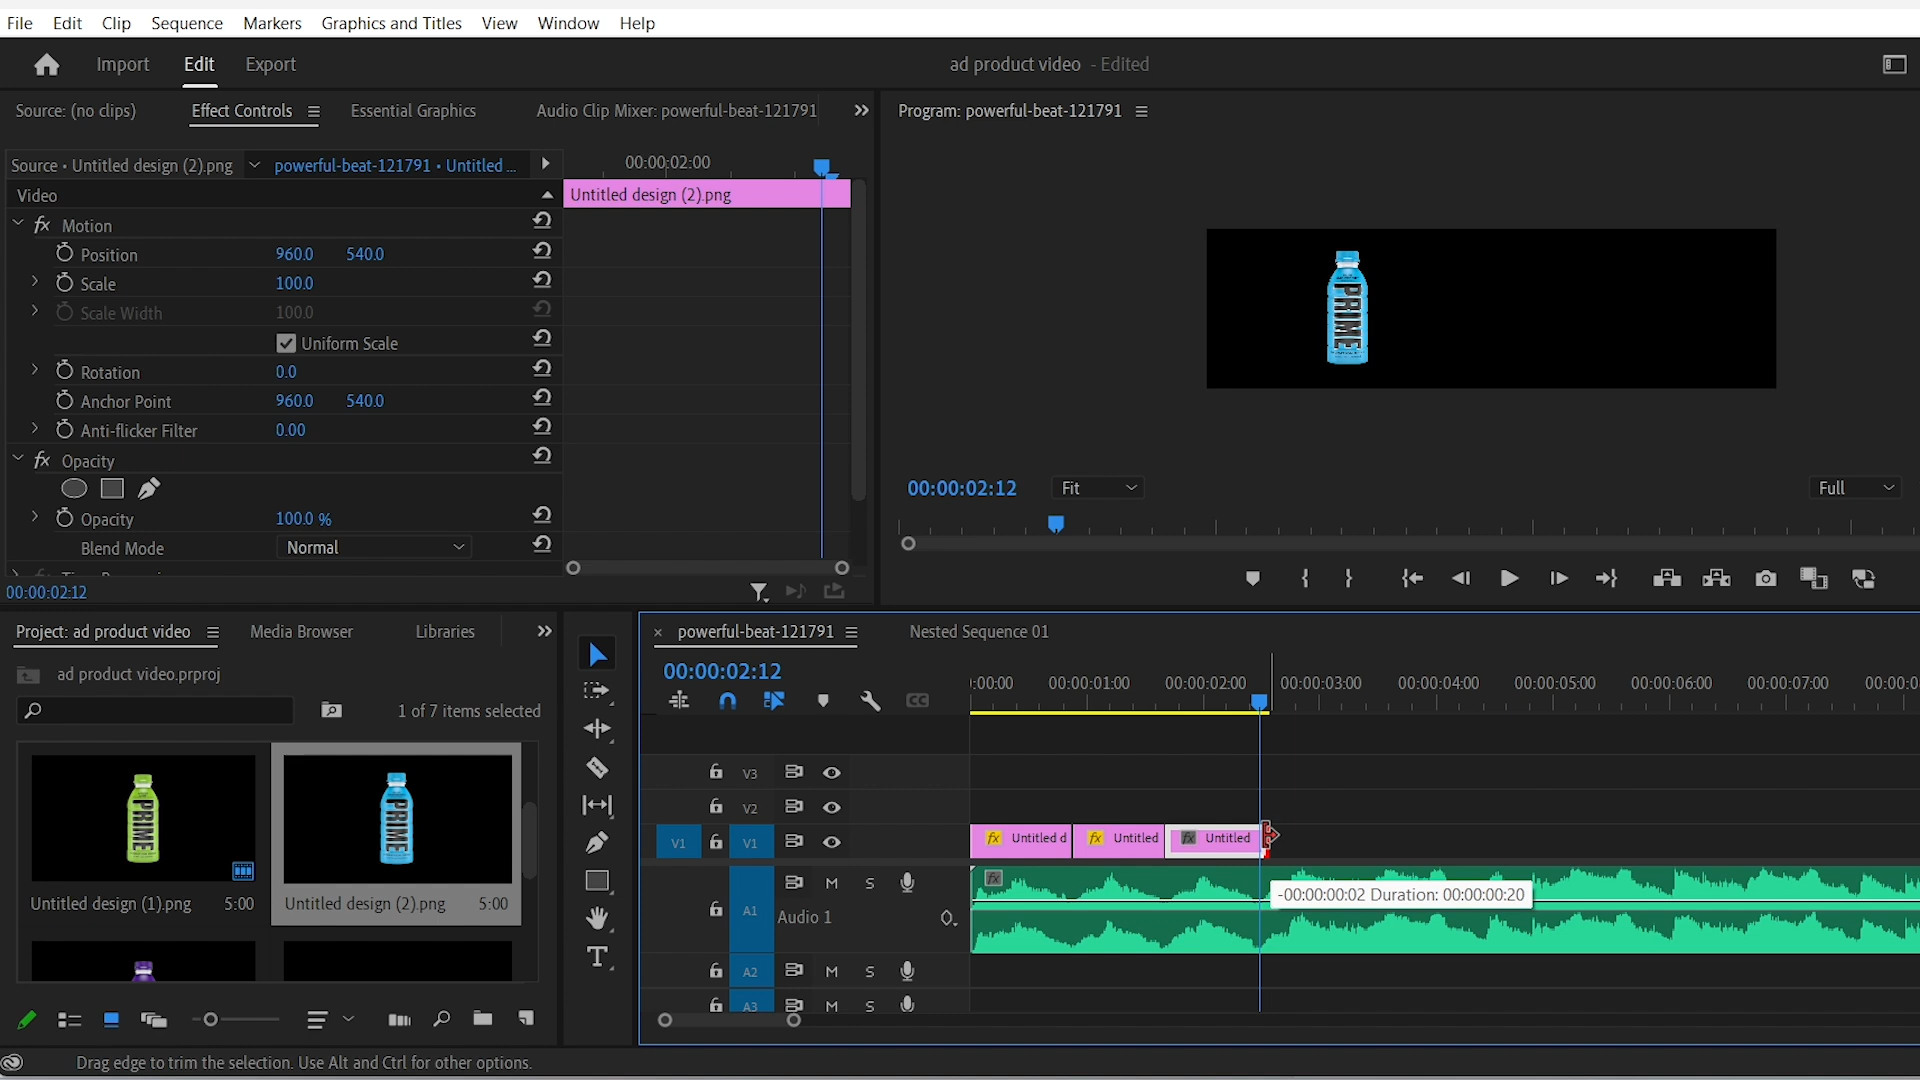 File Edit Clip Sequence Markers Graphics and Titles View Window Help
Import Edit Export ad product video - Edited
Source: (no clips) Effect Controls Essential Graphics Audio Clip Mixer: powerful-beat-121791 Program: powerful-beat-121791
Source • Untitled design (2).png powerful-beat-121791 • Untitled ... 00:00:02:00
Video Untitled design (2).png
fx Motion
Position 960.0 540.0
Scale 100.0
Scale Width 100.0
Uniform Scale
Rotation 0.0
Anchor Point 960.0 540.0
Anti-flicker Filter 0.00
fx Opacity
Opacity 100.0 %
Blend Mode Normal
PRIME
00:00:02:12 Fit Full
00:00:02:12
Project: ad product video Media Browser Libraries
ad product video.prproj
1 of 7 items selected
PRIME PRIME
Untitled design (1).png 5:00 Untitled design (2).png 5:00
powerful-beat-121791 Nested Sequence 01
00:00:02:12
:00:00 00:00:01:00 00:00:02:00 00:00:03:00 00:00:04:00 00:00:05:00 00:00:06:00 00:00:07:00 00:00:0
CC
V3
V2
V1 V1 fx Untitled d fx Untitled fx Untitled
M S fx
A1 Audio 1
-00:00:00:02 Duration: 00:00:00:20
A2 M S
A3 M S
T
Drag edge to trim the selection. Use Alt and Ctrl for other options.